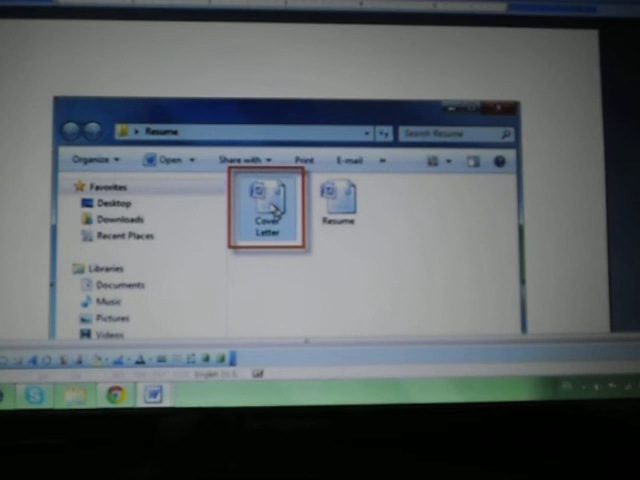 Resume
Search Resume
Organize
Open
Share with
Print
E-mail
Favorites
Desktop
Downloads
Recent Places
Cover
Letter
Resume
Libraries
Documents
Music
Pictures
Videos